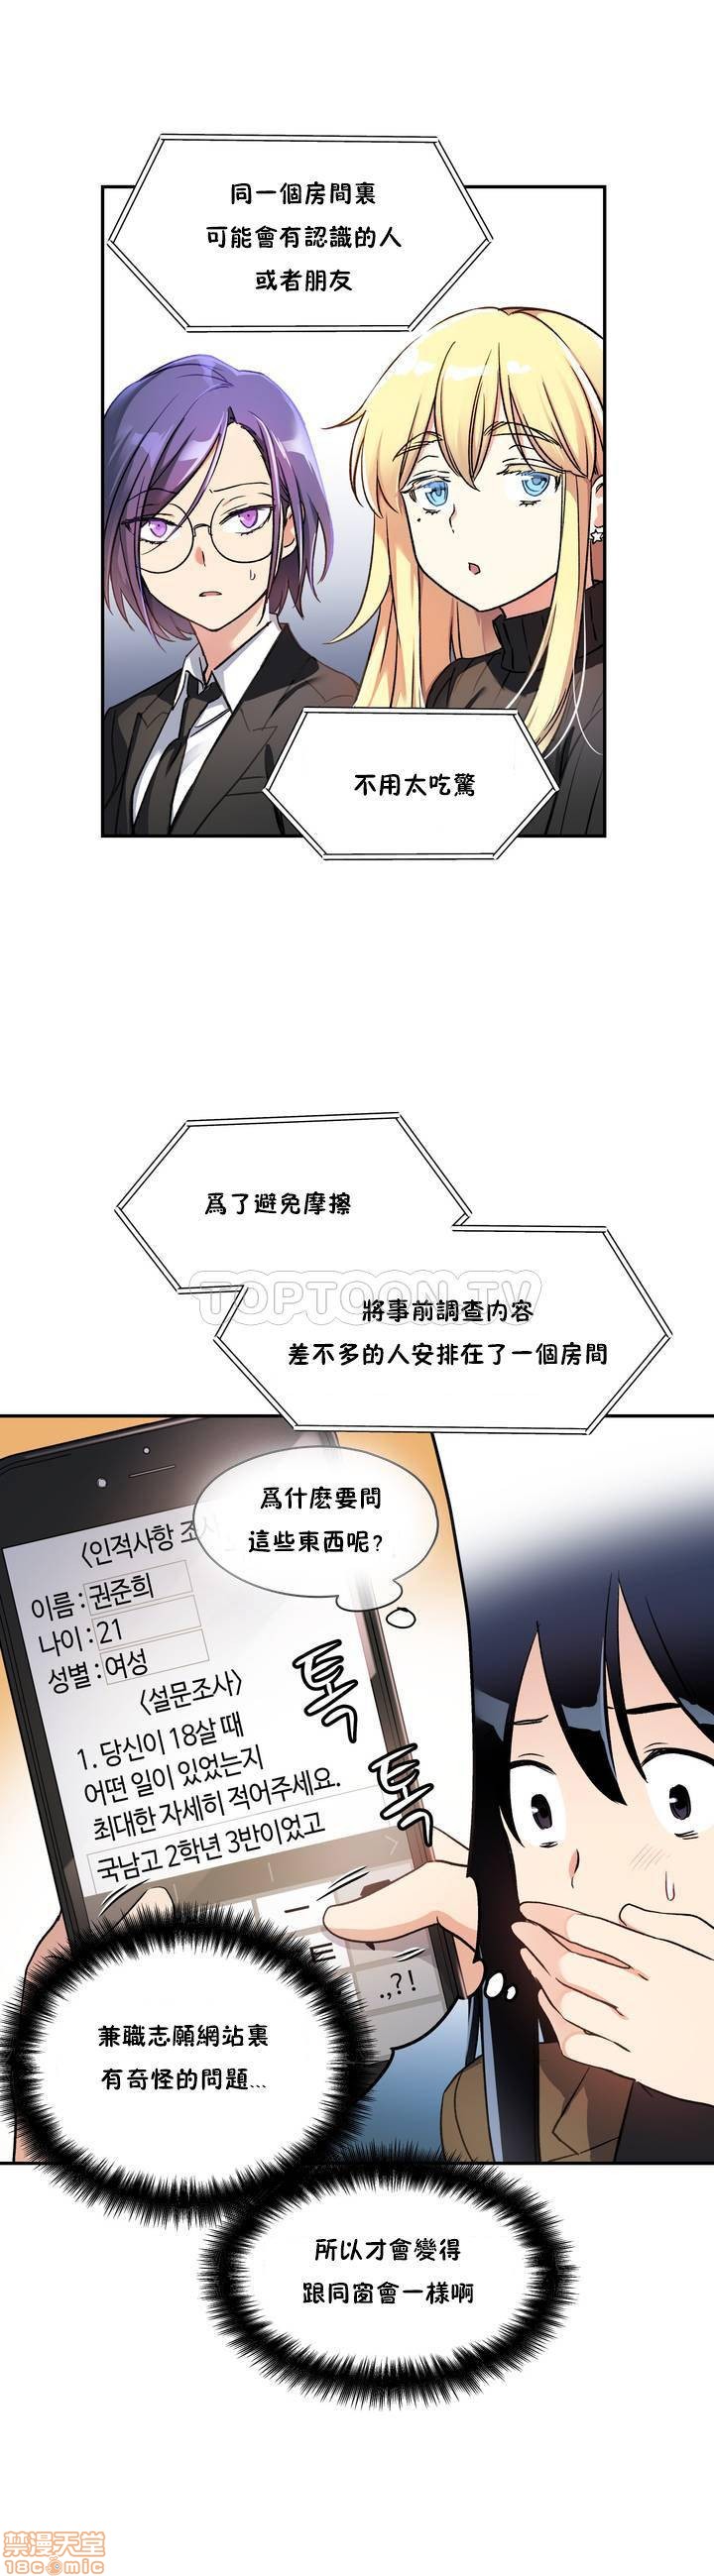 同一個房間裏
可能會有認識的人
或者朋友
不用太吃驚
爲了避免摩擦
TOPTOON.TV
將事前調查内容
差不多的人安排在了一個房間
爲什麽要問
這些東西呢?
〈인적사항 조사
이름 : 권준희
나이 : 21
성별 : 여성
〈설문조사〉
1. 당신이 18살 때
어떤 일이 있었는지
최대한 자세히 적어주세요.
국남고 2학년 3반이었고
톡
톡
ㅡ
.,?!
兼職志願網站裏
有奇怪的問題...
所以才會變得
跟同窗會一樣啊
禁漫天堂
18comic